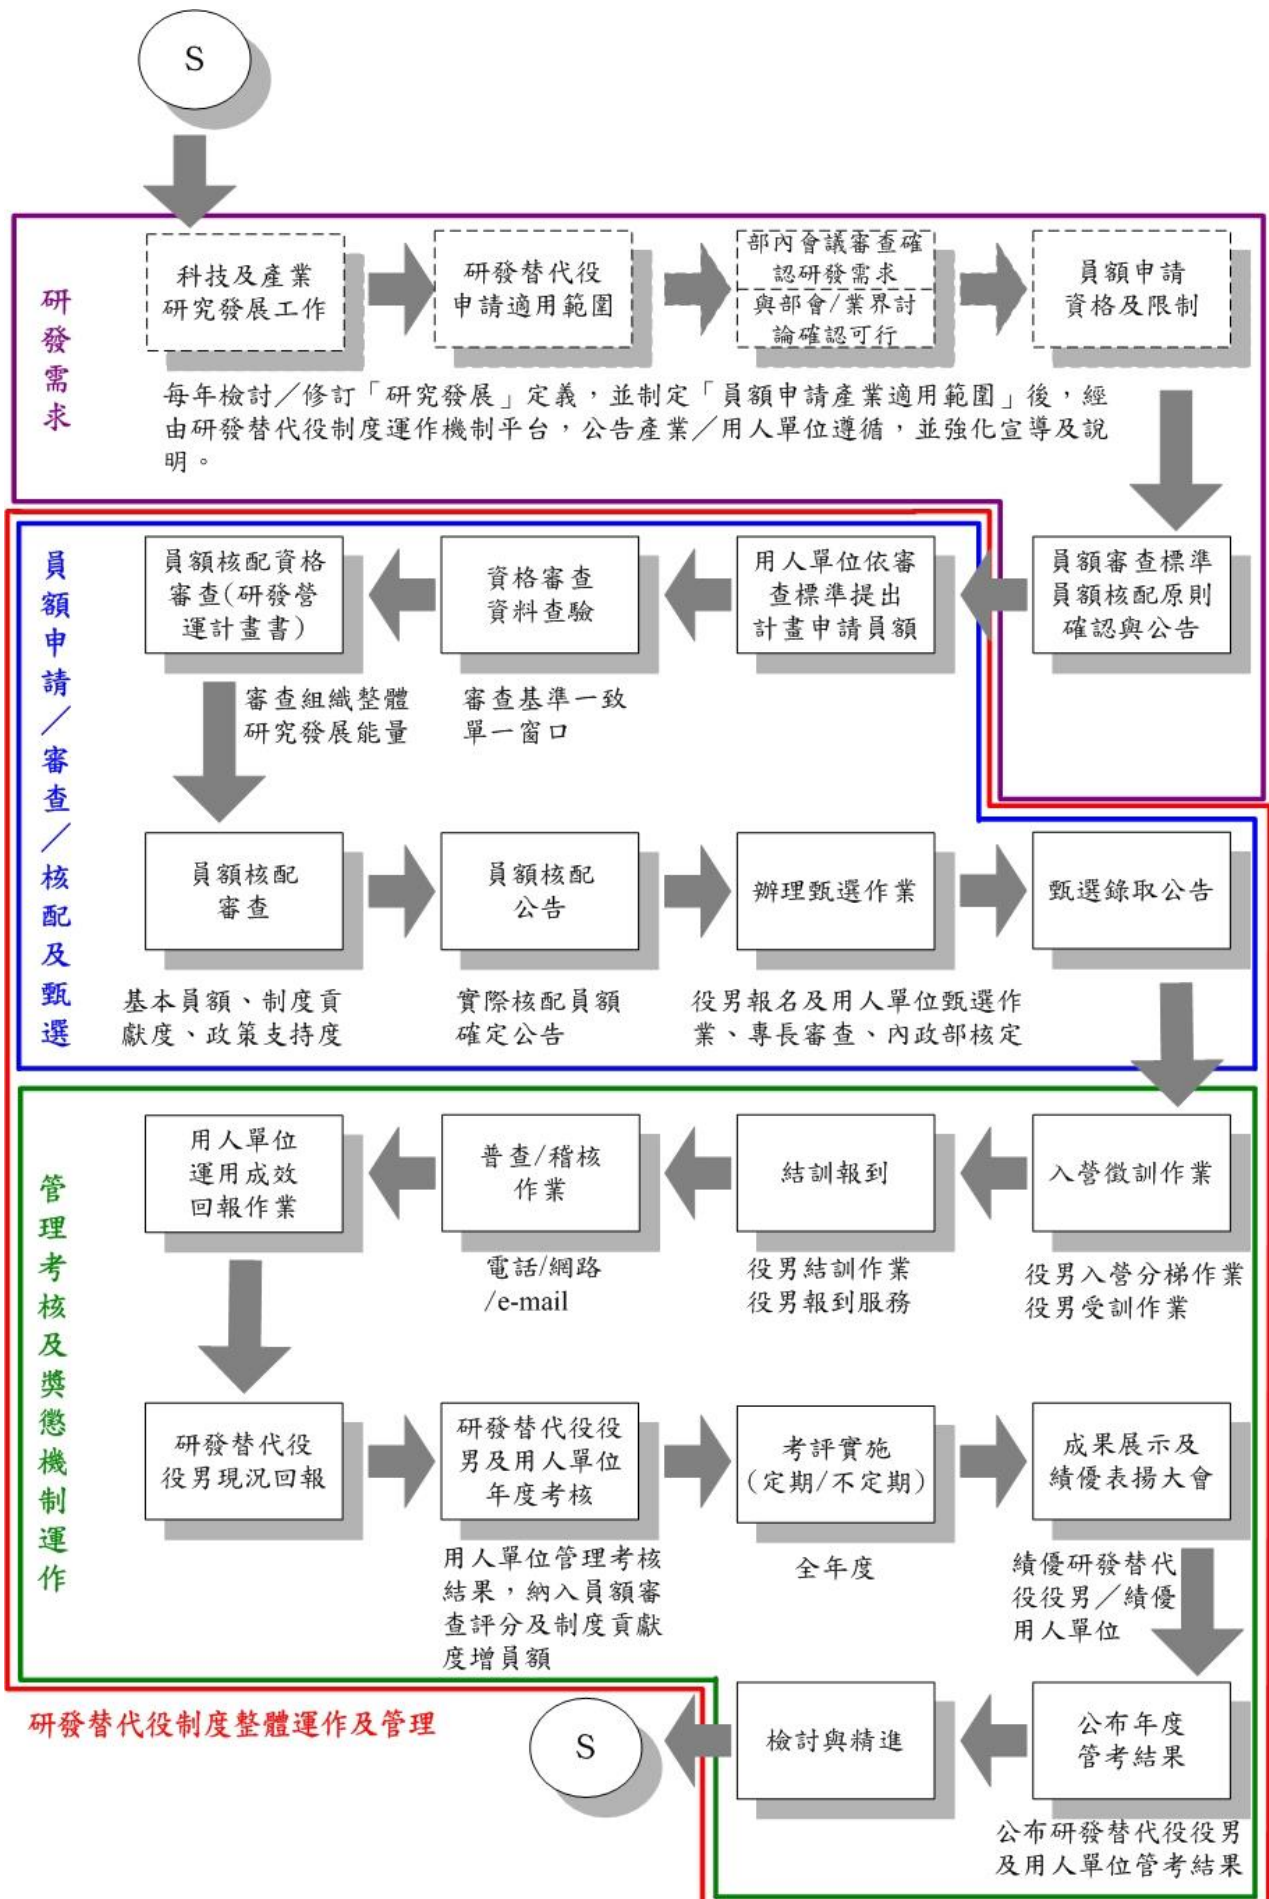 S
研發需求
科技及產業
研究發展工作
研發替代役
申請適用範圍
部內會議審查確
認研發需求
與部會/業界討
論確認可行
員額申請
資格及限制
每年檢討／修訂「研究發展」定義，並制定「員額申請產業適用範圍」後，經
由研發替代役制度運作機制平台，公告產業／用人單位遵循，並強化宣導及說
明。
員額審查標準
員額核配原則
確認與公告
員額申請／審查／核配及甄選
用人單位依審
查標準提出
計畫申請員額
資格審查
資料查驗
審查基準一致
單一窗口
員額核配資格
審查(研發營
運計畫書)
審查組織整體
研究發展能量
員額核配
審查
基本員額、制度貢
獻度、政策支持度
員額核配
公告
實際核配員額
確定公告
辦理甄選作業
役男報名及用人單位甄選作
業、專長審查、內政部核定
甄選錄取公告
管理考核及獎懲機制運作
入營徵訓作業
役男入營分梯作業
役男受訓作業
結訓報到
役男結訓作業
役男報到服務
普查/稽核
作業
電話/網路
/e-mail
用人單位
運用成效
回報作業
研發替代役
役男現況回報
研發替代役役
男及用人單位
年度考核
用人單位管理考核
結果，納入員額審
查評分及制度貢獻
度增員額
考評實施
(定期/不定期)
全年度
成果展示及
績優表揚大會
績優研發替代
役役男／績優
用人單位
公布年度
管考結果
公布研發替代役役男
及用人單位管考結果
檢討與精進
S
研發替代役制度整體運作及管理